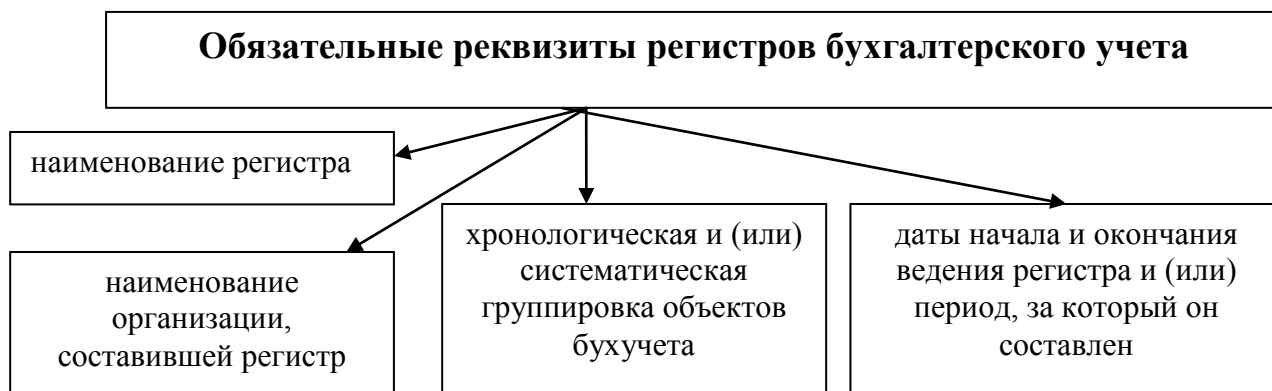 Обязательные реквизиты регистров бухгалтерского учета
наименование регистра
наименование
организации,
составившей регистр
хронологическая и (или)
систематическая
группировка объектов
бухучета
даты начала и окончания
ведения регистра и (или)
период, за который он
составлен